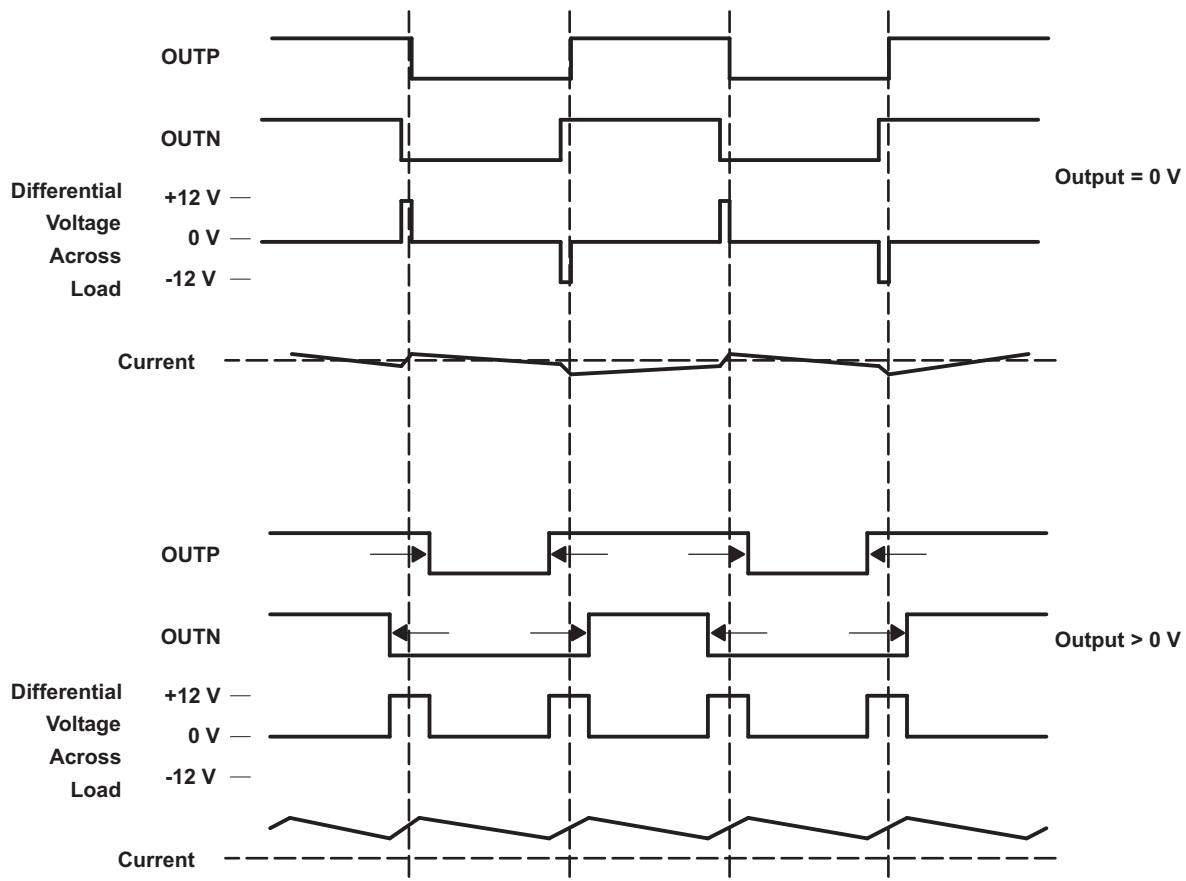 OUTP
OUTN
Output = 0 V
Differential
Voltage
Across
Load
+12 V
0 V
-12 V
Current
OUTP
OUTN
Output > 0 V
Differential
Voltage
Across
Load
+12 V
0 V
-12 V
Current